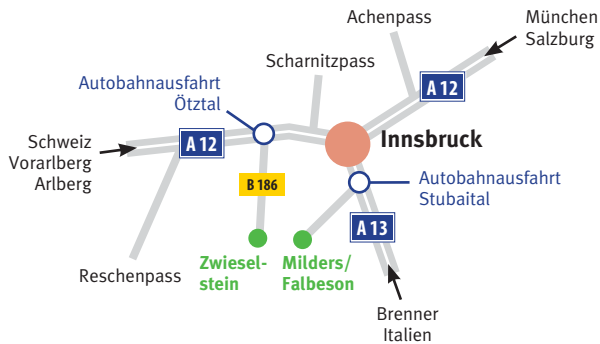 Achenpass
München
Salzburg
Scharnitzpass
Autobahnausfahrt
Ötztal
A 12
Schweiz
Vorarlberg
Arlberg
A 12
Innsbruck
B 186
Autobahnausfahrt
Stubaital
A 13
Zwiesel-
stein
Milders/
Falbeson
Reschenpass
Brenner
Italien